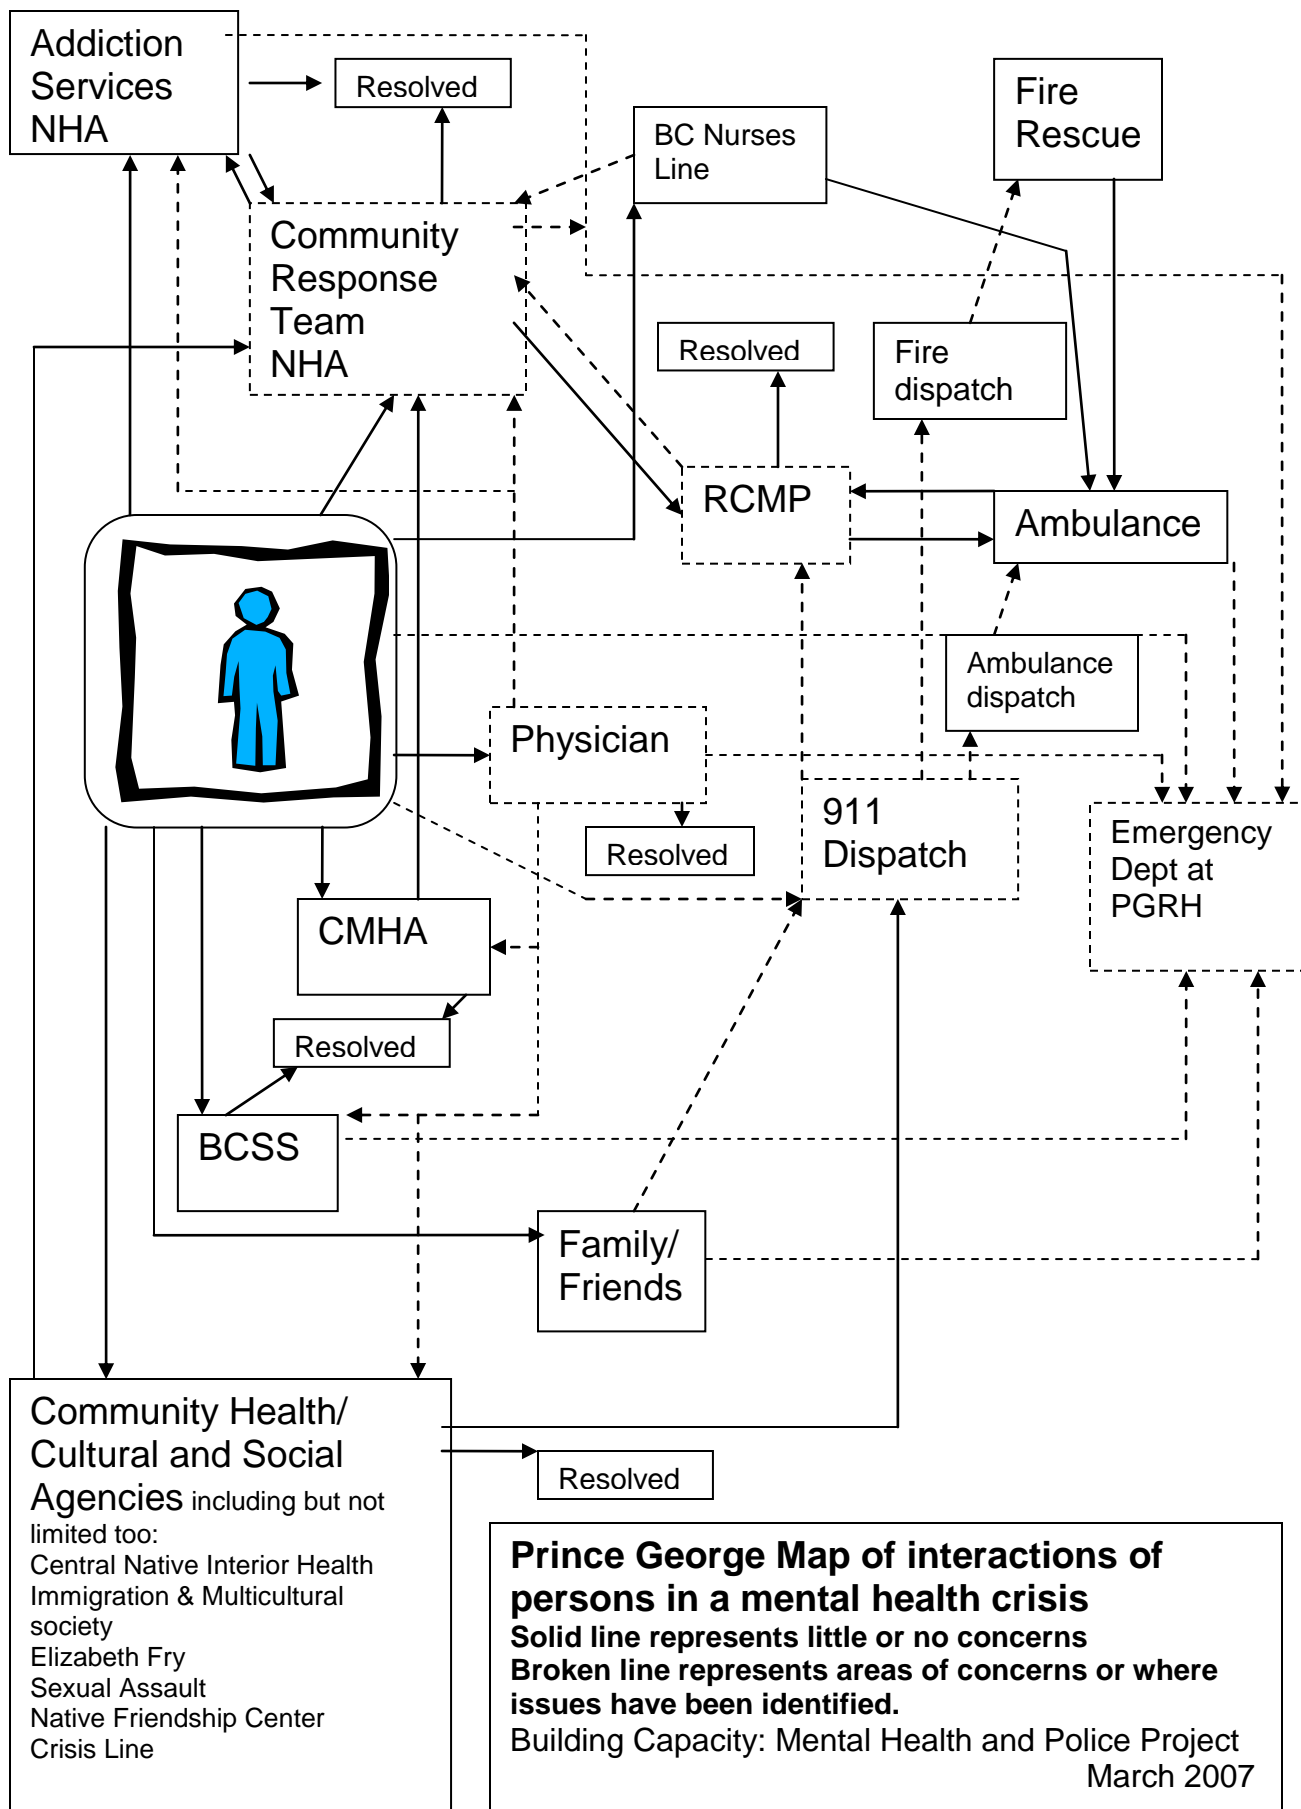 Addiction
Services
NHA
Resolved
BC Nurses
Line
Fire
Rescue
Community
Response
Team
NHA
Resolved
Fire
dispatch
RCMP
Ambulance
Ambulance
dispatch
Physician
911
Dispatch
Resolved
Emergency
Dept at
PGRH
CMHA
Resolved
BCSS
Family/
Friends
Community Health/
Cultural and Social
Agencies including but not
limited too:
Central Native Interior Health
Immigration & Multicultural
society
Elizabeth Fry
Sexual Assault
Native Friendship Center
Crisis Line
Resolved
Prince George Map of interactions of
persons in a mental health crisis
Solid line represents little or no concerns
Broken line represents areas of concerns or where
issues have been identified.
Building Capacity: Mental Health and Police Project
March 2007